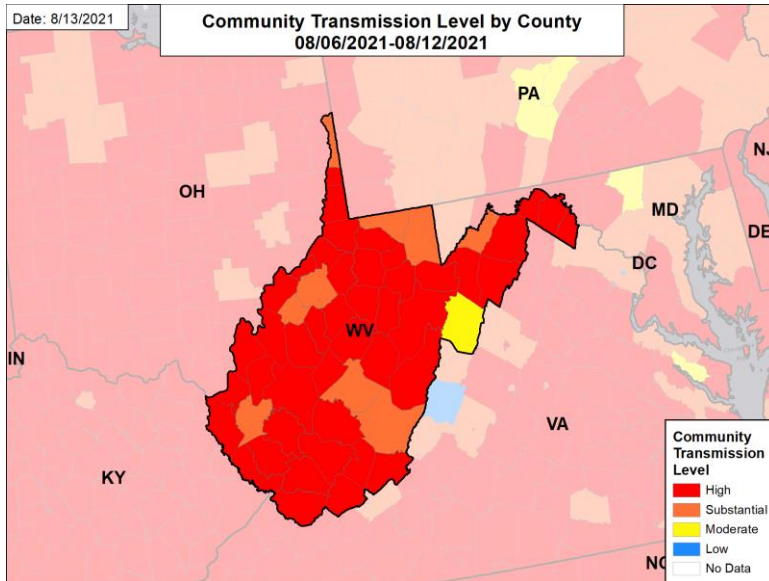 Date: 8/13/2021
Community Transmission Level by County
08/06/2021-08/12/2021
PA
NJ
OH
MD
DE
DC
IN
WV
VA
KY
NC
Community
Transmission
Level
High
Substantial
Moderate
Low
No Data